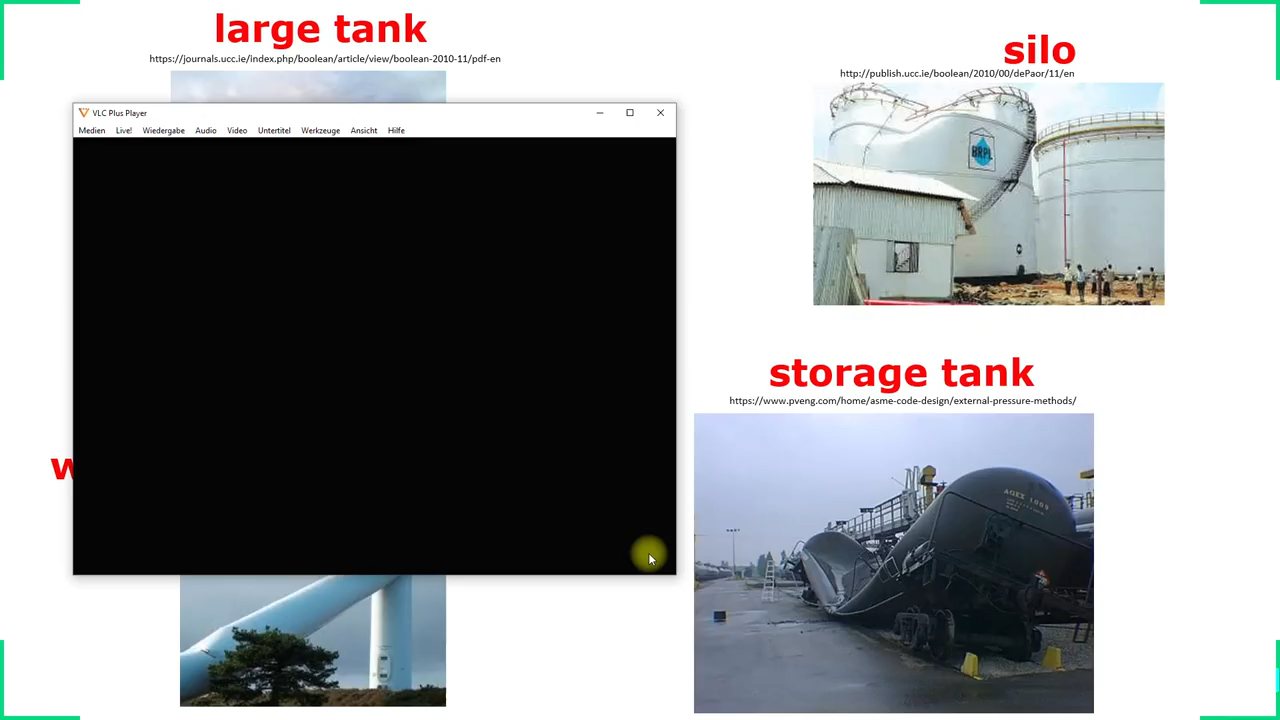 large tank
https://journals.ucc.ie/index.php/boolean/article/view/boolean-2010-11/pdf-en
silo
http://publish.ucc.ie/boolean/2010/00/dePaor/11/en
VLC Plus Player
Medien Live! Wiedergabe Audio Video Untertitel Werkzeuge Ansicht Hilfe
BRPL
storage tank
https://www.pveng.com/home/asme-code-design/external-pressure-methods/
w